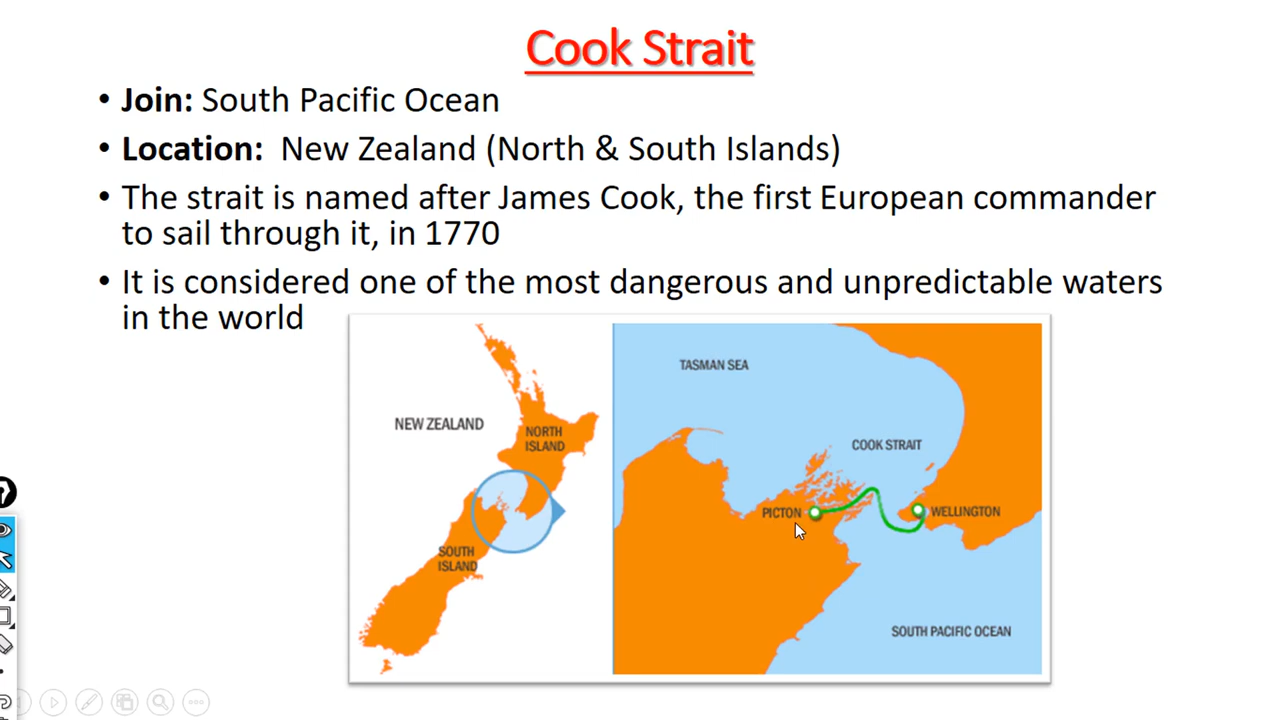 Cook Strait
• Join: South Pacific Ocean
• Location: New Zealand (North & South Islands)
• The strait is named after James Cook, the first European commander
to sail through it, in 1770
• It is considered one of the most dangerous and unpredictable waters
in the world
TASMAN SEA
NEW ZEALAND
NORTH
ISLAND
COOK STRAIT
PICTON
WELLINGTON
SOUTH
ISLAND
SOUTH PACIFIC OCEAN